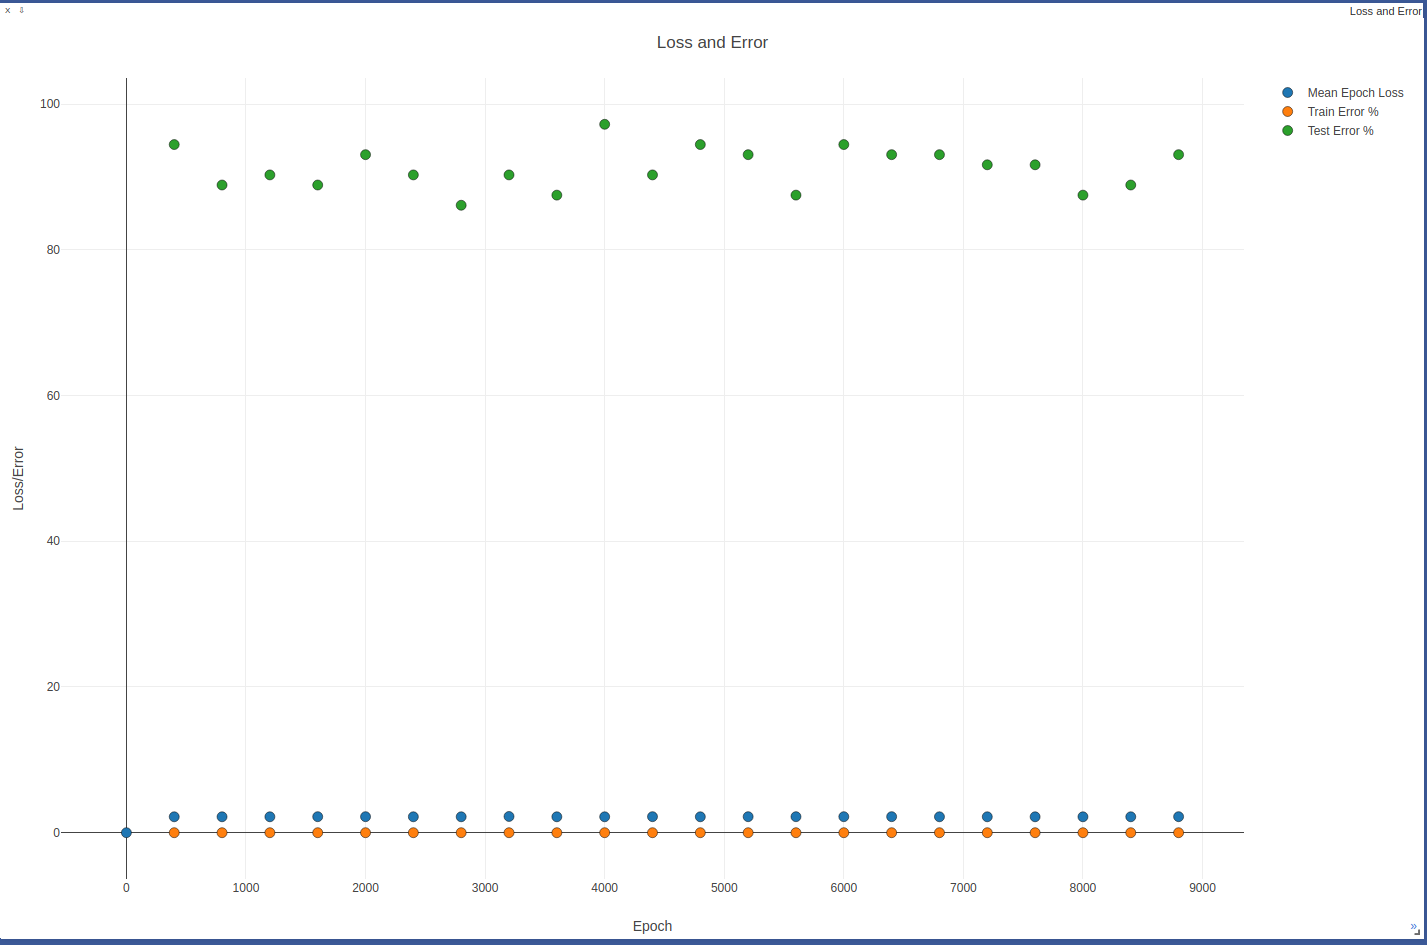 x ⇩ Loss and Error
Loss and Error
Mean Epoch Loss
Train Error %
Test Error %
100
80
60
40
20
0
Loss/Error
0 1000 2000 3000 4000 5000 6000 7000 8000 9000
Epoch
»